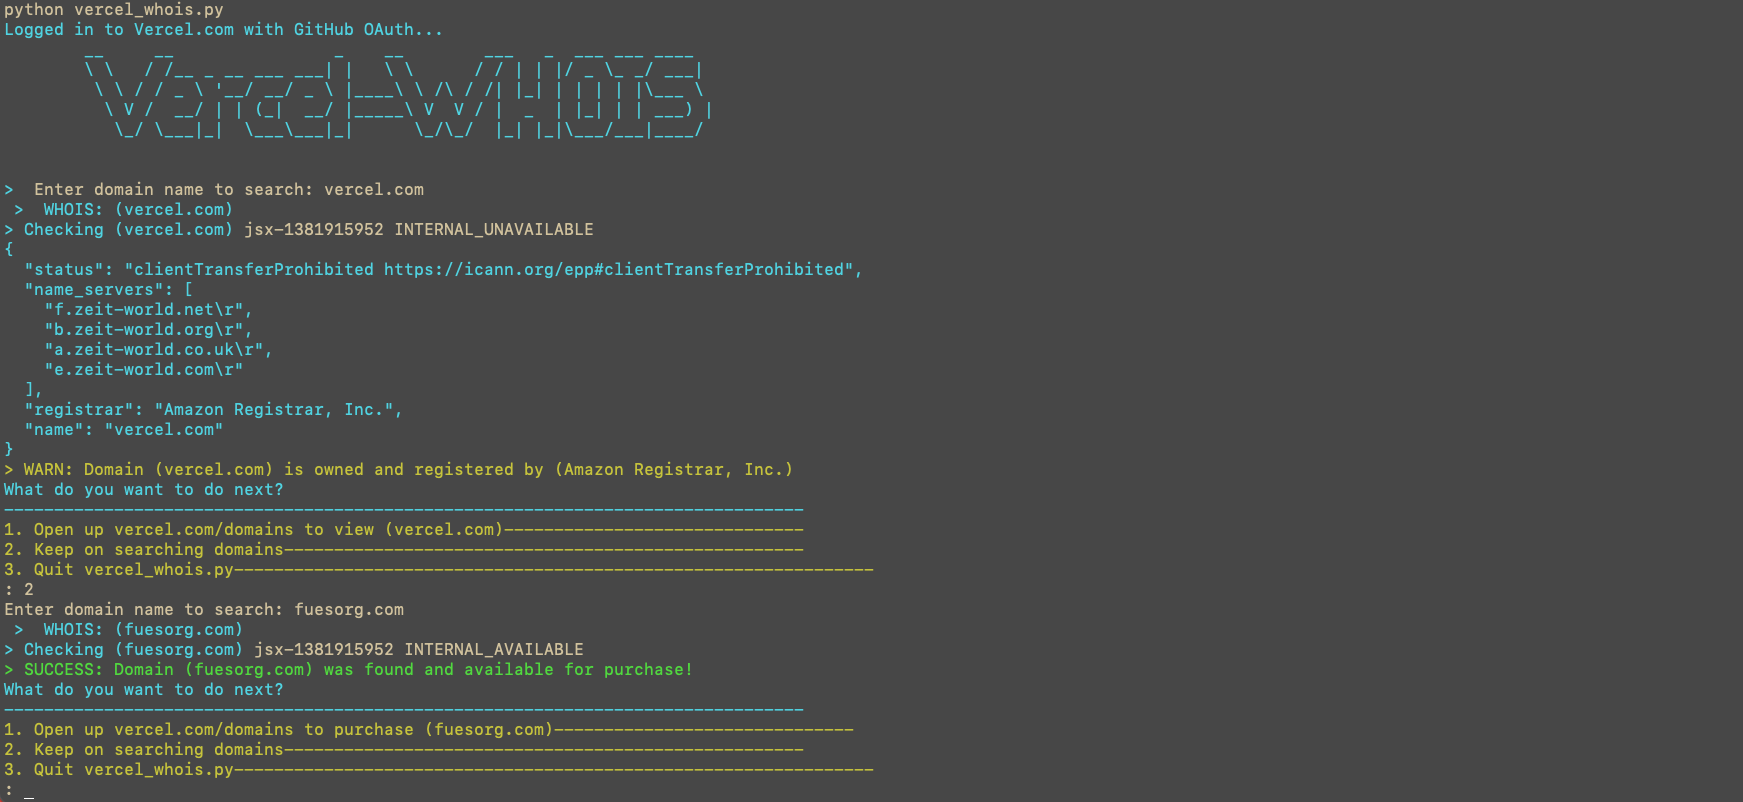 python vercel_whois.py
Logged in to Vercel.com with GitHub OAuth...
Vercel-WHOIS
>  Enter domain name to search: vercel.com
 >  WHOIS: (vercel.com)
> Checking (vercel.com) jsx-1381915952 INTERNAL_UNAVAILABLE
{
  "status": "clientTransferProhibited https://icann.org/epp#clientTransferProhibited",
  "name_servers": [
    "f.zeit-world.net\r",
    "b.zeit-world.org\r",
    "a.zeit-world.co.uk\r",
    "e.zeit-world.com\r"
  ],
  "registrar": "Amazon Registrar, Inc.",
  "name": "vercel.com"
}
> WARN: Domain (vercel.com) is owned and registered by (Amazon Registrar, Inc.)
What do you want to do next?
--------------------------------------------------------------------------------
1. Open up vercel.com/domains to view (vercel.com)------------------------------
2. Keep on searching domains----------------------------------------------------
3. Quit vercel_whois.py----------------------------------------------------------------
: 2
Enter domain name to search: fuesorg.com
 >  WHOIS: (fuesorg.com)
> Checking (fuesorg.com) jsx-1381915952 INTERNAL_AVAILABLE
> SUCCESS: Domain (fuesorg.com) was found and available for purchase!
What do you want to do next?
--------------------------------------------------------------------------------
1. Open up vercel.com/domains to purchase (fuesorg.com)------------------------------
2. Keep on searching domains----------------------------------------------------
3. Quit vercel_whois.py----------------------------------------------------------------
: _